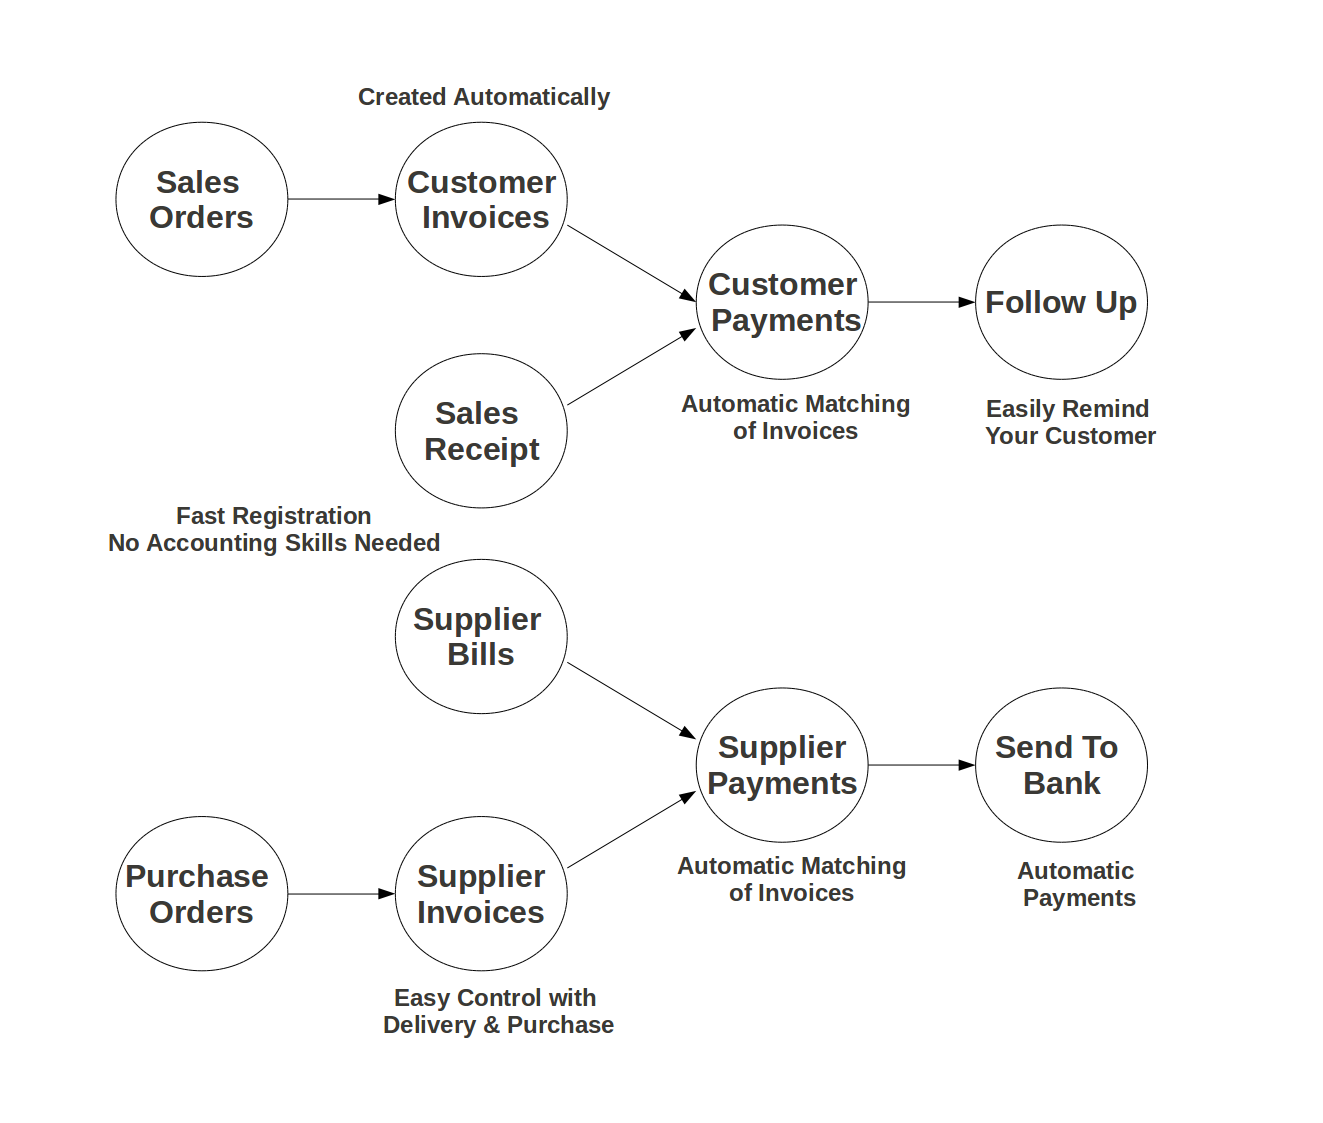 Created Automatically
Sales
Orders
Customer
Invoices
Customer
Payments
Follow Up
Automatic Matching
of Invoices
Easily Remind
Your Customer
Sales
Receipt
Fast Registration
No Accounting Skills Needed
Supplier
Bills
Supplier
Payments
Send To
Bank
Automatic Matching
of Invoices
Automatic
Payments
Purchase
Orders
Supplier
Invoices
Easy Control with
Delivery & Purchase